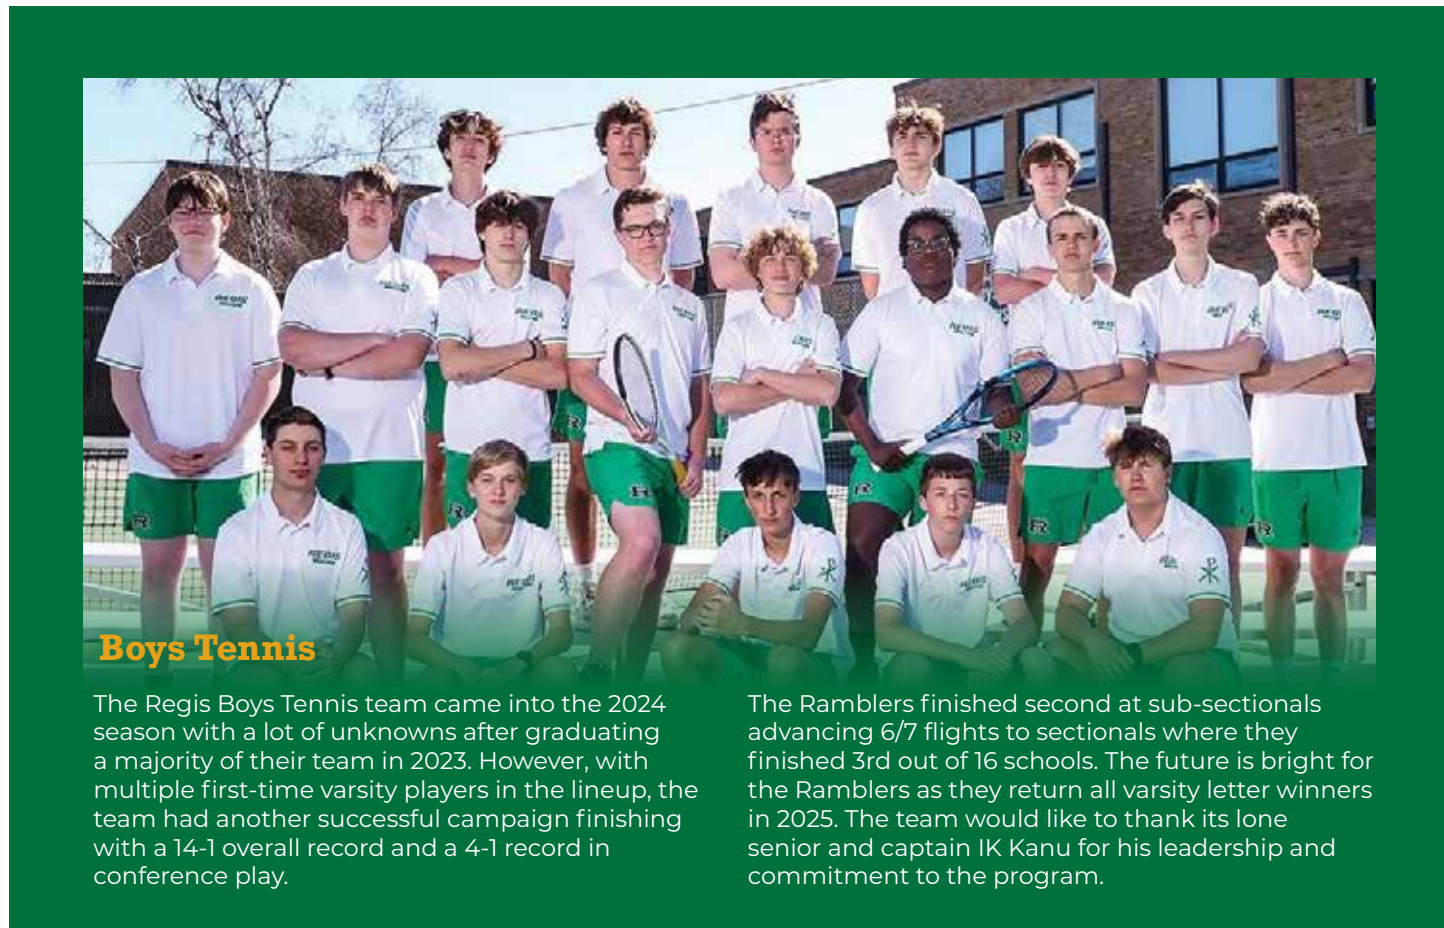 Boys Tennis
The Regis Boys Tennis team came into the 2024
season with a lot of unknowns after graduating
a majority of their team in 2023. However, with
multiple first-time varsity players in the lineup, the
team had another successful campaign finishing
with a 14-1 overall record and a 4-1 record in
conference play.
The Ramblers finished second at sub-sectionals
advancing 6/7 flights to sectionals where they
finished 3rd out of 16 schools. The future is bright for
the Ramblers as they return all varsity letter winners
in 2025. The team would like to thank its lone
senior and captain IK Kanu for his leadership and
commitment to the program.